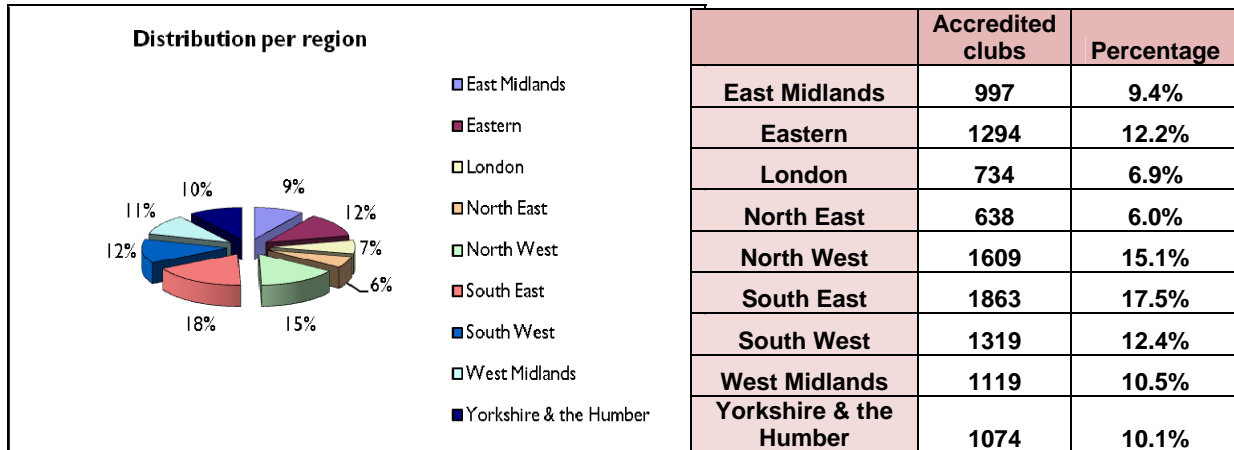 Distribution per region
10%
9%
11%
12%
12%
7%
6%
18%
15%
East Midlands
Eastern
London
North East
North West
South East
South West
West Midlands
Yorkshire & the Humber
Accredited
clubs Percentage
East Midlands 997 9.4%
Eastern 1294 12.2%
London 734 6.9%
North East 638 6.0%
North West 1609 15.1%
South East 1863 17.5%
South West 1319 12.4%
West Midlands 1119 10.5%
Yorkshire & the
Humber 1074 10.1%